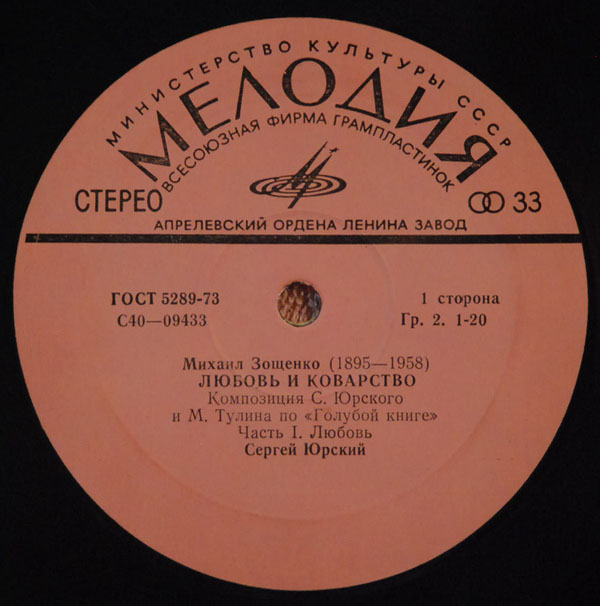 МИНИСТЕРСТВО КУЛЬТУРЫ СССР
МЕЛОДИЯ
ВСЕСОЮЗНАЯ ФИРМА ГРАМПЛАСТИНОК
СТЕРЕО
33
АПРЕЛЕВСКИЙ ОРДЕНА ЛЕНИНА ЗАВОД
ГОСТ 5289-73
1 сторона
С40—09433
Гр. 2. 1-20
Михаил Зощенко (1895—1958)
ЛЮБОВЬ И КОВАРСТВО
Композиция С. Юрского
и М. Тулина по «Голубой книге»
Часть I. Любовь
Сергей Юрский